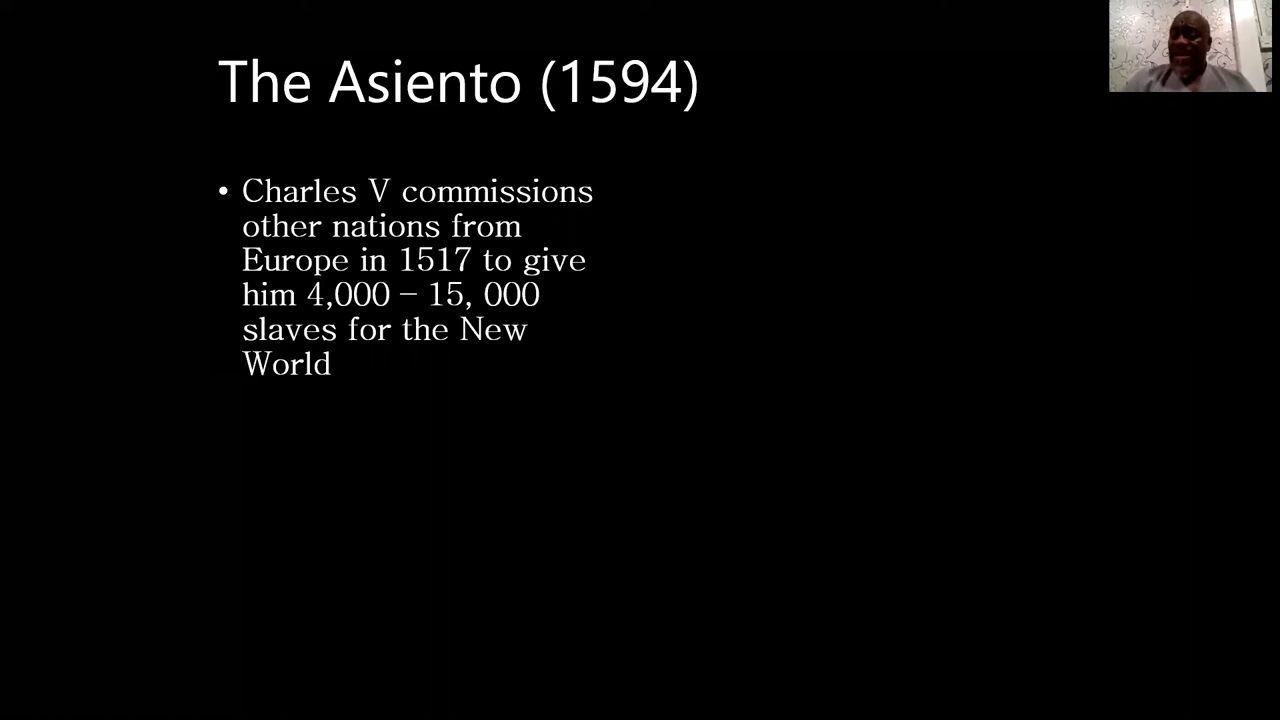 The Asiento (1594)
• Charles V commissions
other nations from
Europe in 1517 to give
him 4,000 – 15, 000
slaves for the New
World